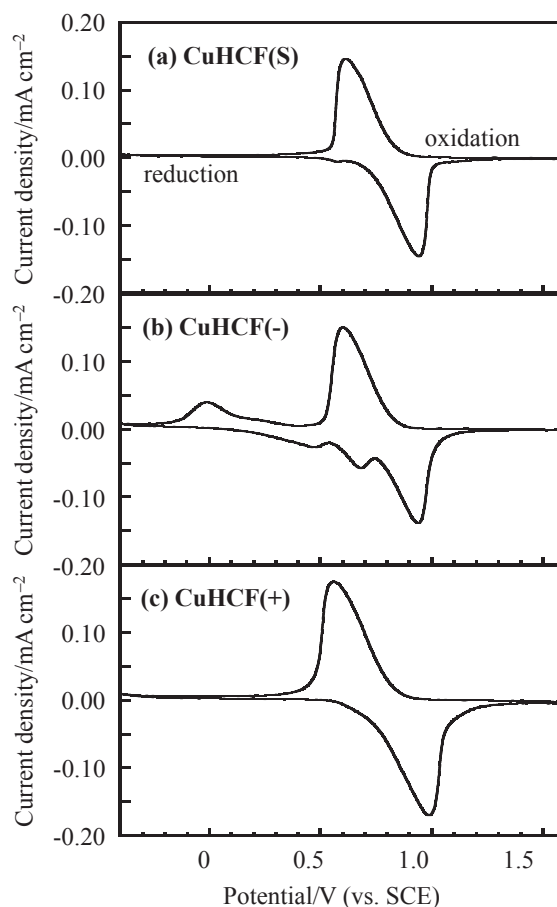 (a) CuHCF(S)
0.20
0.10
0.00
-0.10
-0.20
Current density/mA cm−2
oxidation
reduction
(b) CuHCF(-)
0.10
0.00
-0.10
-0.20
Current density/mA cm−2
(c) CuHCF(+)
0.10
0.00
-0.10
-0.20
Current density/mA cm−2
0 0.5 1.0 1.5
Potential/V (vs. SCE)